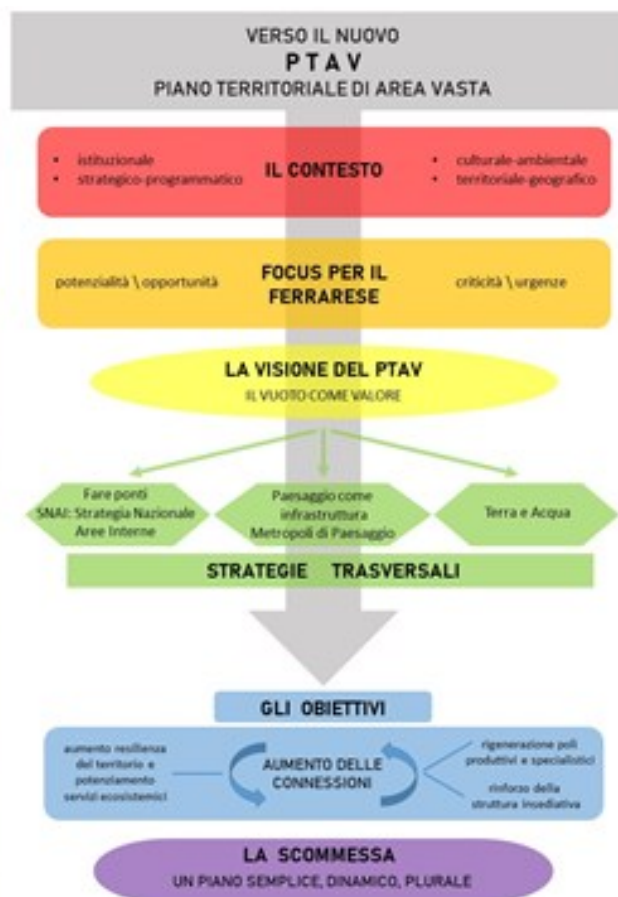 VERSO IL NUOVO
PTAV
PIANO TERRITORIALE DI AREA VASTA
• istituzionale
• strategico-programmatico
IL CONTESTO
• culturale-ambientale
• territoriale-geografico
potenzialità \ opportunità
FOCUS PER IL
FERRARESE
criticità \ urgenze
LA VISIONE DEL PTAV
IL VUOTO COME VALORE
Fare ponti
SNAI: Strategia Nazionale
Aree Interne
Paesaggio come
infrastruttura
Metropoli di Paesaggio
Terra e Acqua
STRATEGIE TRASVERSALI
GLI OBIETTIVI
aumento resilienza
del territorio e
potenziamento
servizi ecosistemici
AUMENTO DELLE
CONNESSIONI
rigenerazione poli
produttivi e specialistici
rinforzo della
struttura insediativa
LA SCOMMESSA
UN PIANO SEMPLICE, DINAMICO, PLURALE